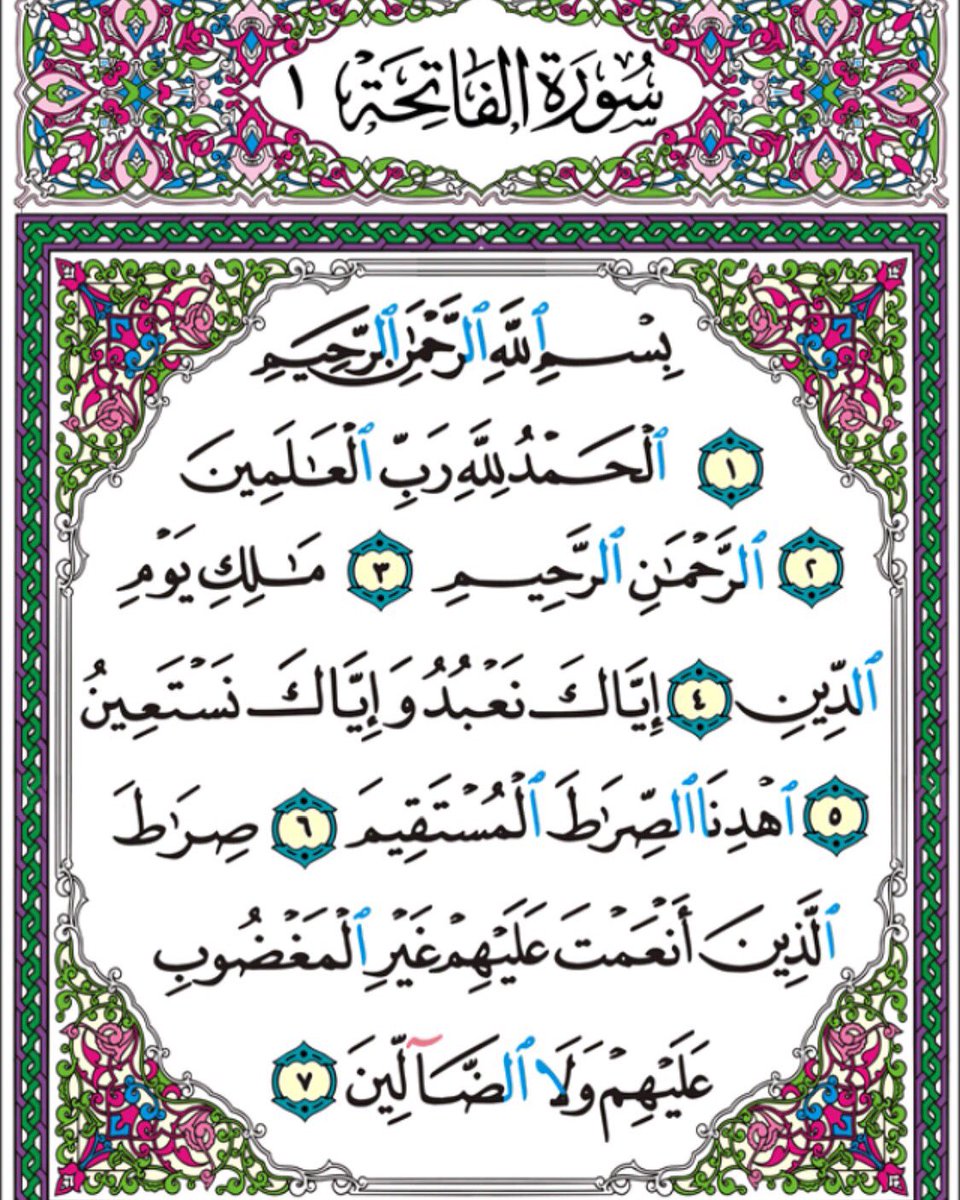 سُورَةُ الفَاتِحَةِ ١
بِسْمِ ٱللَّهِ ٱلرَّحْمَٰنِ ٱلرَّحِيمِ
١ ٱلْحَمْدُ لِلَّهِ رَبِّ ٱلْعَٰلَمِينَ
٢ ٱلرَّحْمَٰنِ ٱلرَّحِيمِ ٣ مَٰلِكِ يَوْمِ
ٱلدِّينِ ٤ إِيَّاكَ نَعْبُدُ وَإِيَّاكَ نَسْتَعِينُ
٥ ٱهْدِنَا ٱلصِّرَٰطَ ٱلْمُسْتَقِيمَ ٦ صِرَٰطَ
ٱلَّذِينَ أَنْعَمْتَ عَلَيْهِمْ غَيْرِ ٱلْمَغْضُوبِ
عَلَيْهِمْ وَلَا ٱلضَّآلِّينَ ٧